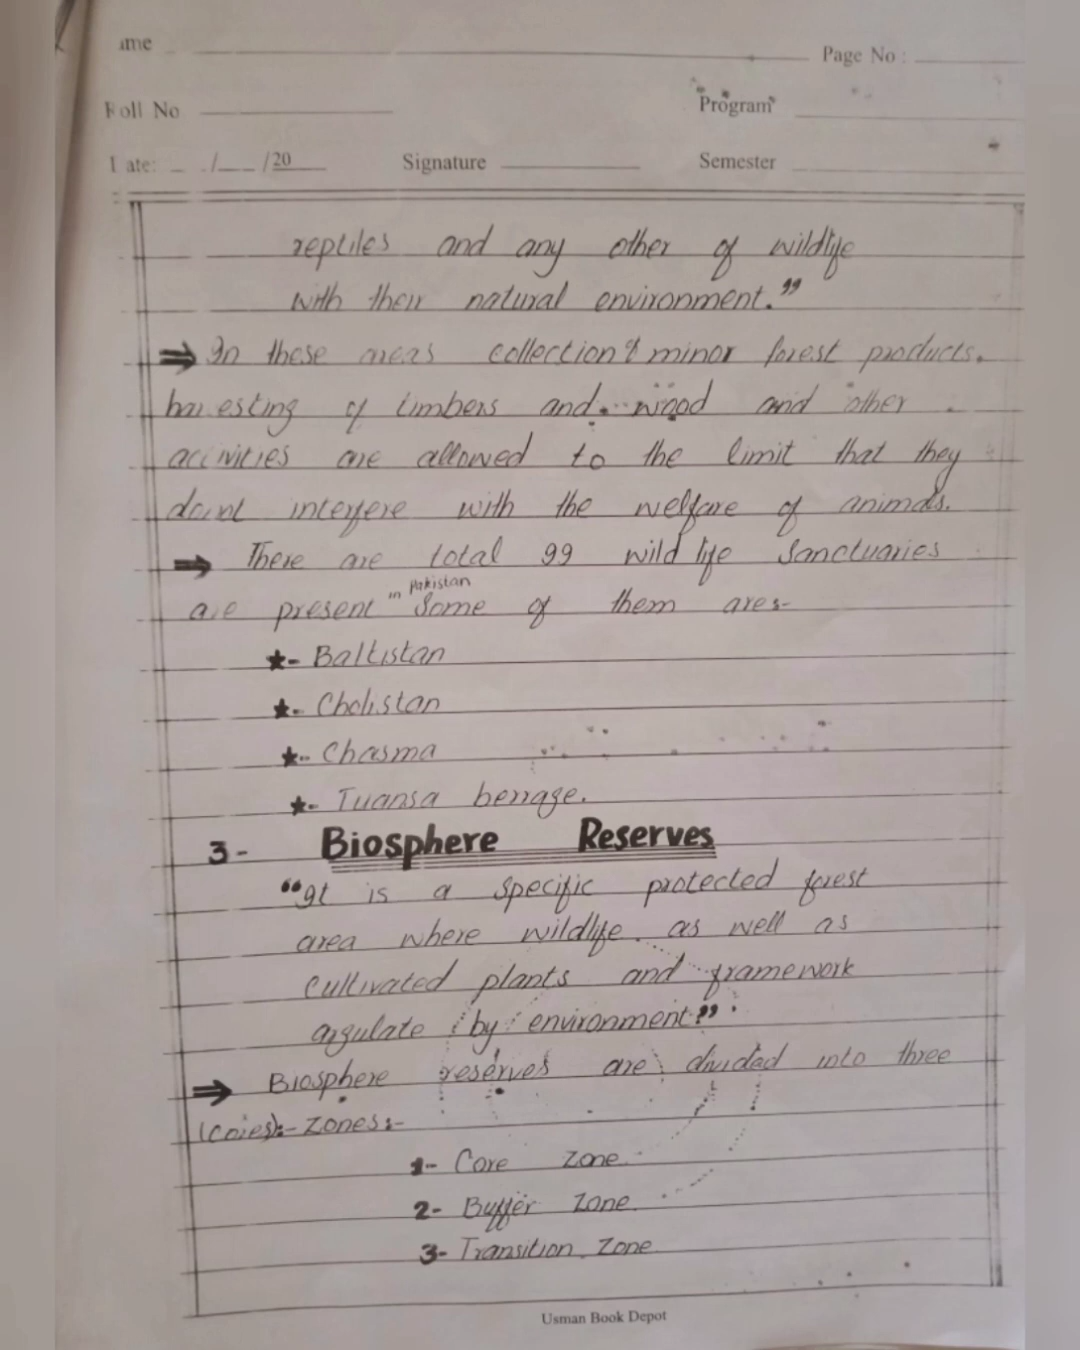 ame Page No :
Roll No Program
Date: / /20 Signature Semester
reptiles and any other of wildlife
with their natural environment."
⇒ In these areas collection of minor forest products.
harvesting of timbers and wood and other
activities are allowed to the limit that they
do,nt interfere with the welfare of animals.
⇒ There are total 99 wild life Sanctuaries
are present in Pakistan Some of them are:-
★- Baltistan
★- Cholistan
★- Chasma
★- Tuansa berrage.
3- Biosphere Reserves
"It is a specific protected forest
area where wildlife as well as
cultivated plants and framework
argulate by environment."
⇒ Biosphere reserves are divided into three
(cores):- zones:-
1- Core zone
2- Buffer zone
3- Transition Zone
Usman Book Depot